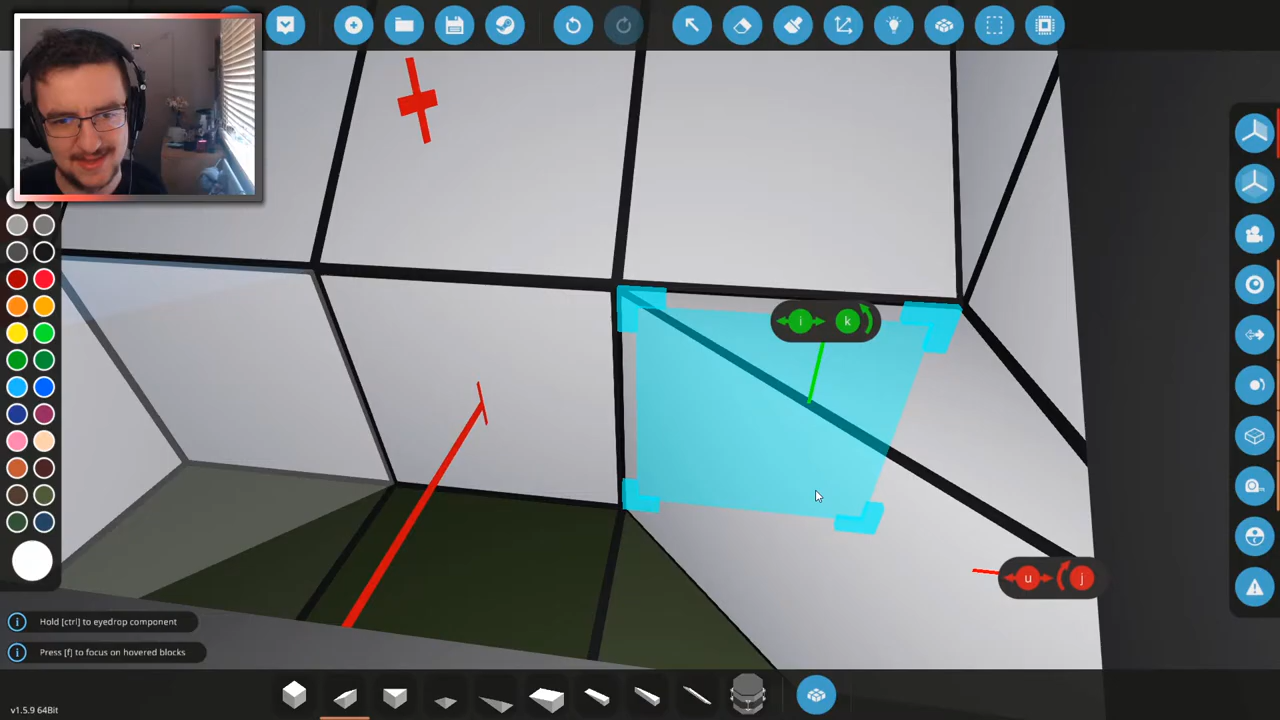 i k
u j
Hold [ctrl] to eyedrop component
Press [f] to focus on hovered blocks
v1.5.9 64Bit